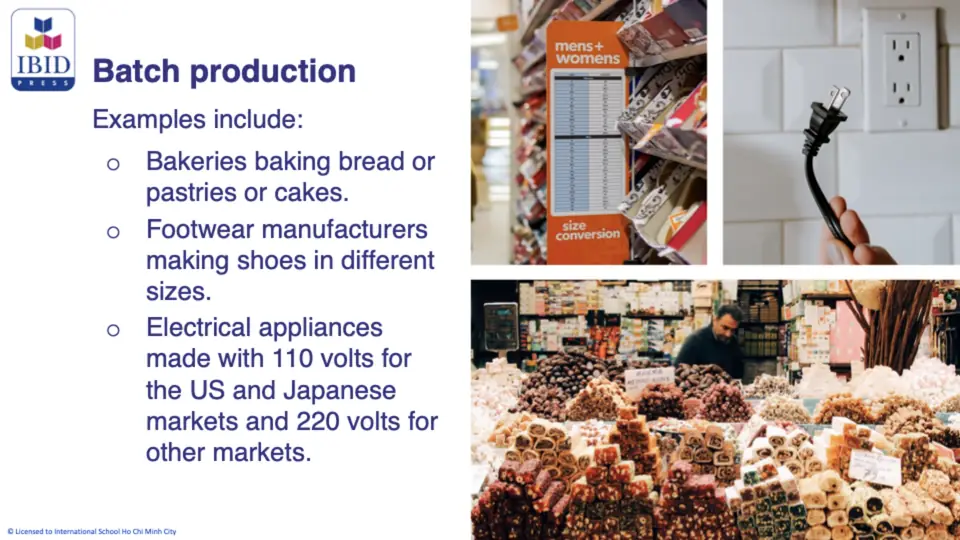 IBID
PRESS
Batch production
Examples include:
o Bakeries baking bread or
pastries or cakes.
o Footwear manufacturers
making shoes in different
sizes.
o Electrical appliances
made with 110 volts for
the US and Japanese
markets and 220 volts for
other markets.
mens+
womens
size
conversion
© Licensed to International School Ho Chi Minh City